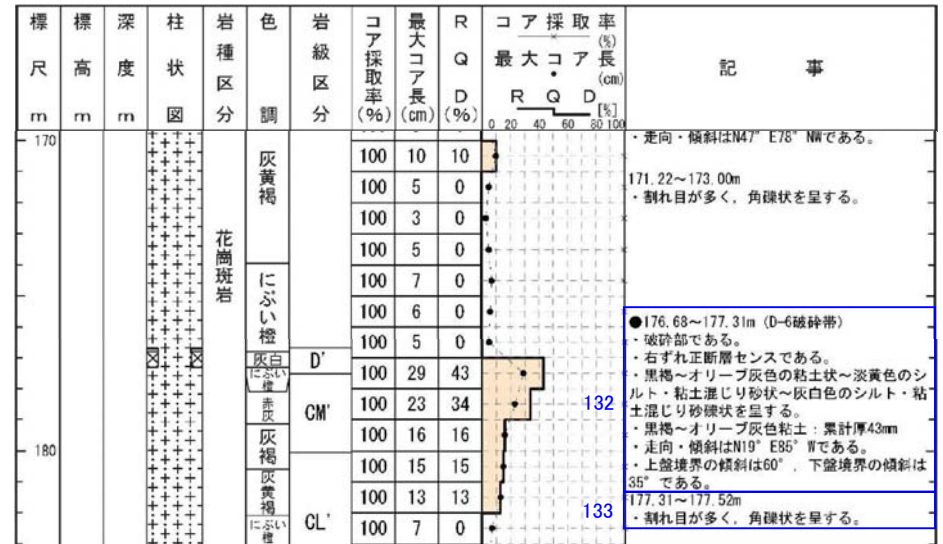 標尺 m
標高 m
深度 m
柱状図
岩種区分
色調
岩級区分
コア採取率(%)
最大コア長(cm)
RQD(%)
コア採取率(%)
最大コア長(cm)
RQD[%]
0 20 40 60 80 100
記事
170
180
花崗斑岩
灰黄褐
にぶい橙
灰白
にぶい橙
赤灰
灰褐
灰黄褐
にぶい橙
D'
CM'
CL'
100 10 10
100 5 0
100 3 0
100 5 0
100 7 0
100 6 0
100 5 0
100 29 43
100 23 34
100 16 16
100 15 15
100 13 13
100 7 0
・走向・傾斜はN47°E78°NWである。
171.22～173.00m
・割れ目が多く，角礫状を呈する。
132
●176.68～177.31m (D-6破砕帯)
・破砕部である。
・右ずれ正断層センスである。
・黒褐～オリーブ灰色の粘土状～淡黄色のシ
ルト・粘土混じり砂状～灰白色のシルト・粘
土混じり砂礫状を呈する。
・黒褐～オリーブ灰色粘土：累計厚43mm
・走向・傾斜はN19°E85°Wである。
・上盤境界の傾斜は60°，下盤境界の傾斜は
35°である。
133
177.31～177.52m
・割れ目が多く，角礫状を呈する。